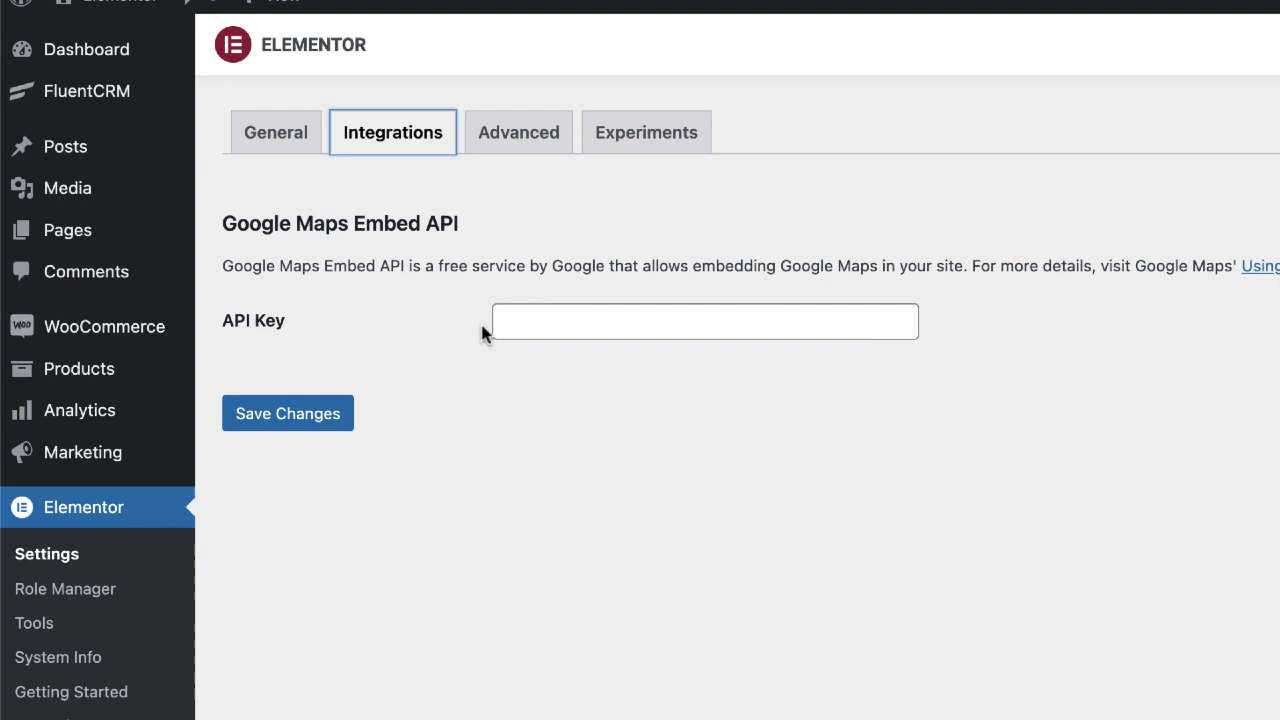 Dashboard
FluentCRM
Posts
Media
Pages
Comments
WOO WooCommerce
Products
Analytics
Marketing
Elementor
Settings
Role Manager
Tools
System Info
Getting Started
ELEMENTOR
General Integrations Advanced Experiments
Google Maps Embed API
Google Maps Embed API is a free service by Google that allows embedding Google Maps in your site. For more details, visit Google Maps' Using
API Key
Save Changes